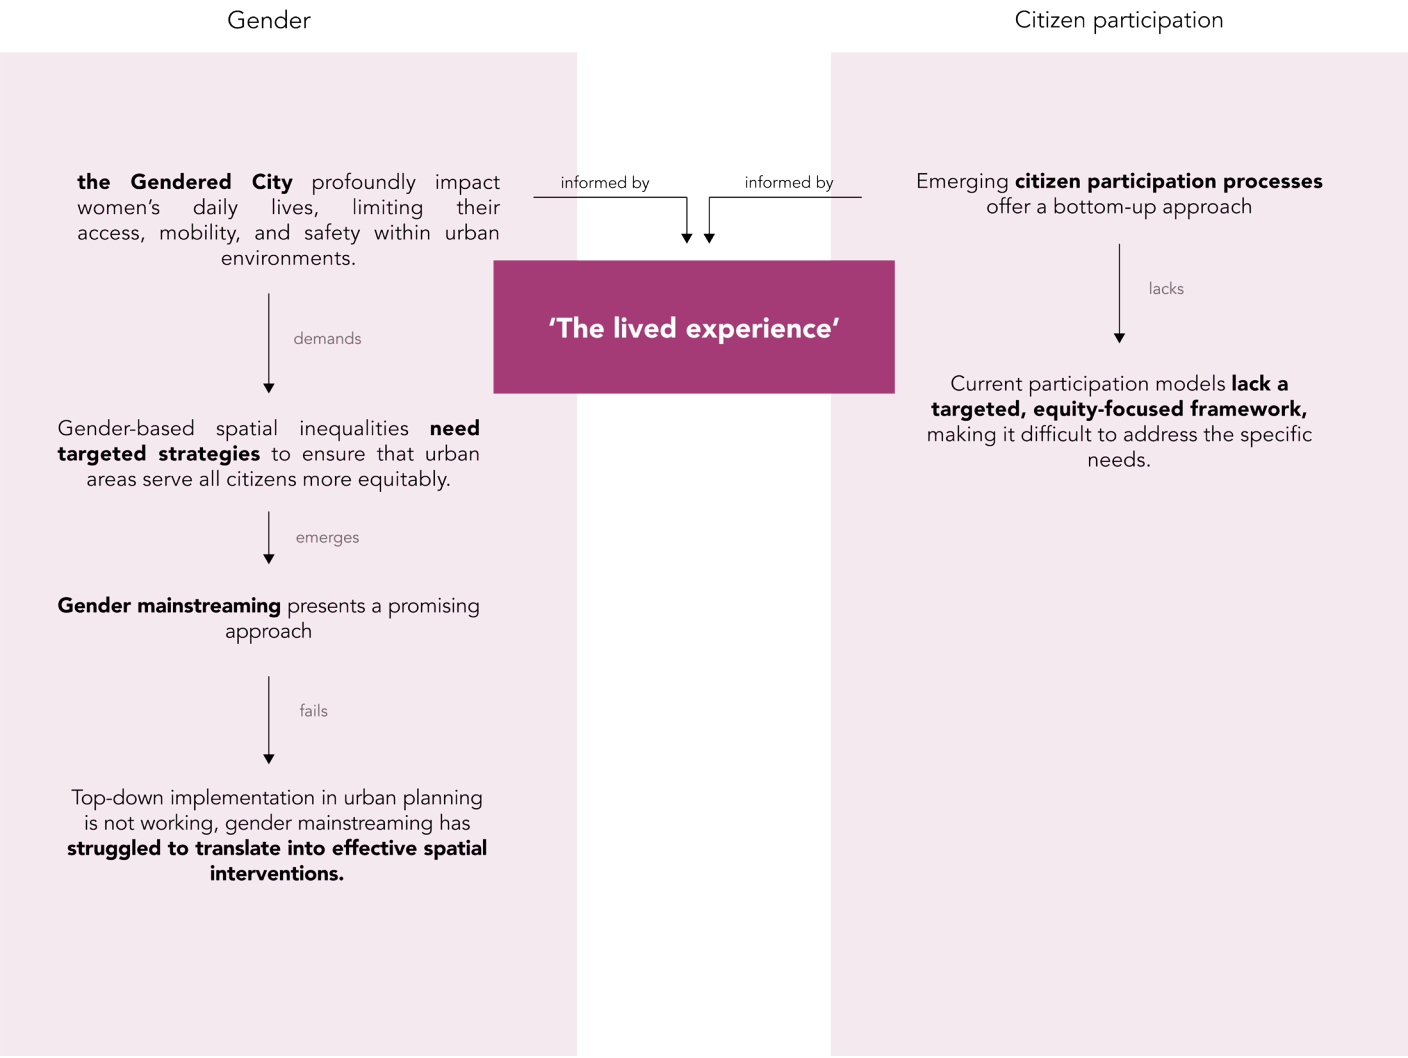 Gender
Citizen participation
the Gendered City profoundly impact
women's daily lives, limiting their
access, mobility, and safety within urban
environments.
demands
Gender-based spatial inequalities need
targeted strategies to ensure that urban
areas serve all citizens more equitably.
emerges
Gender mainstreaming presents a promising
approach
fails
Top-down implementation in urban planning
is not working, gender mainstreaming has
struggled to translate into effective spatial
interventions.
informed by
informed by
‘The lived experience’
Emerging citizen participation processes
offer a bottom-up approach
lacks
Current participation models lack a
targeted, equity-focused framework,
making it difficult to address the specific
needs.